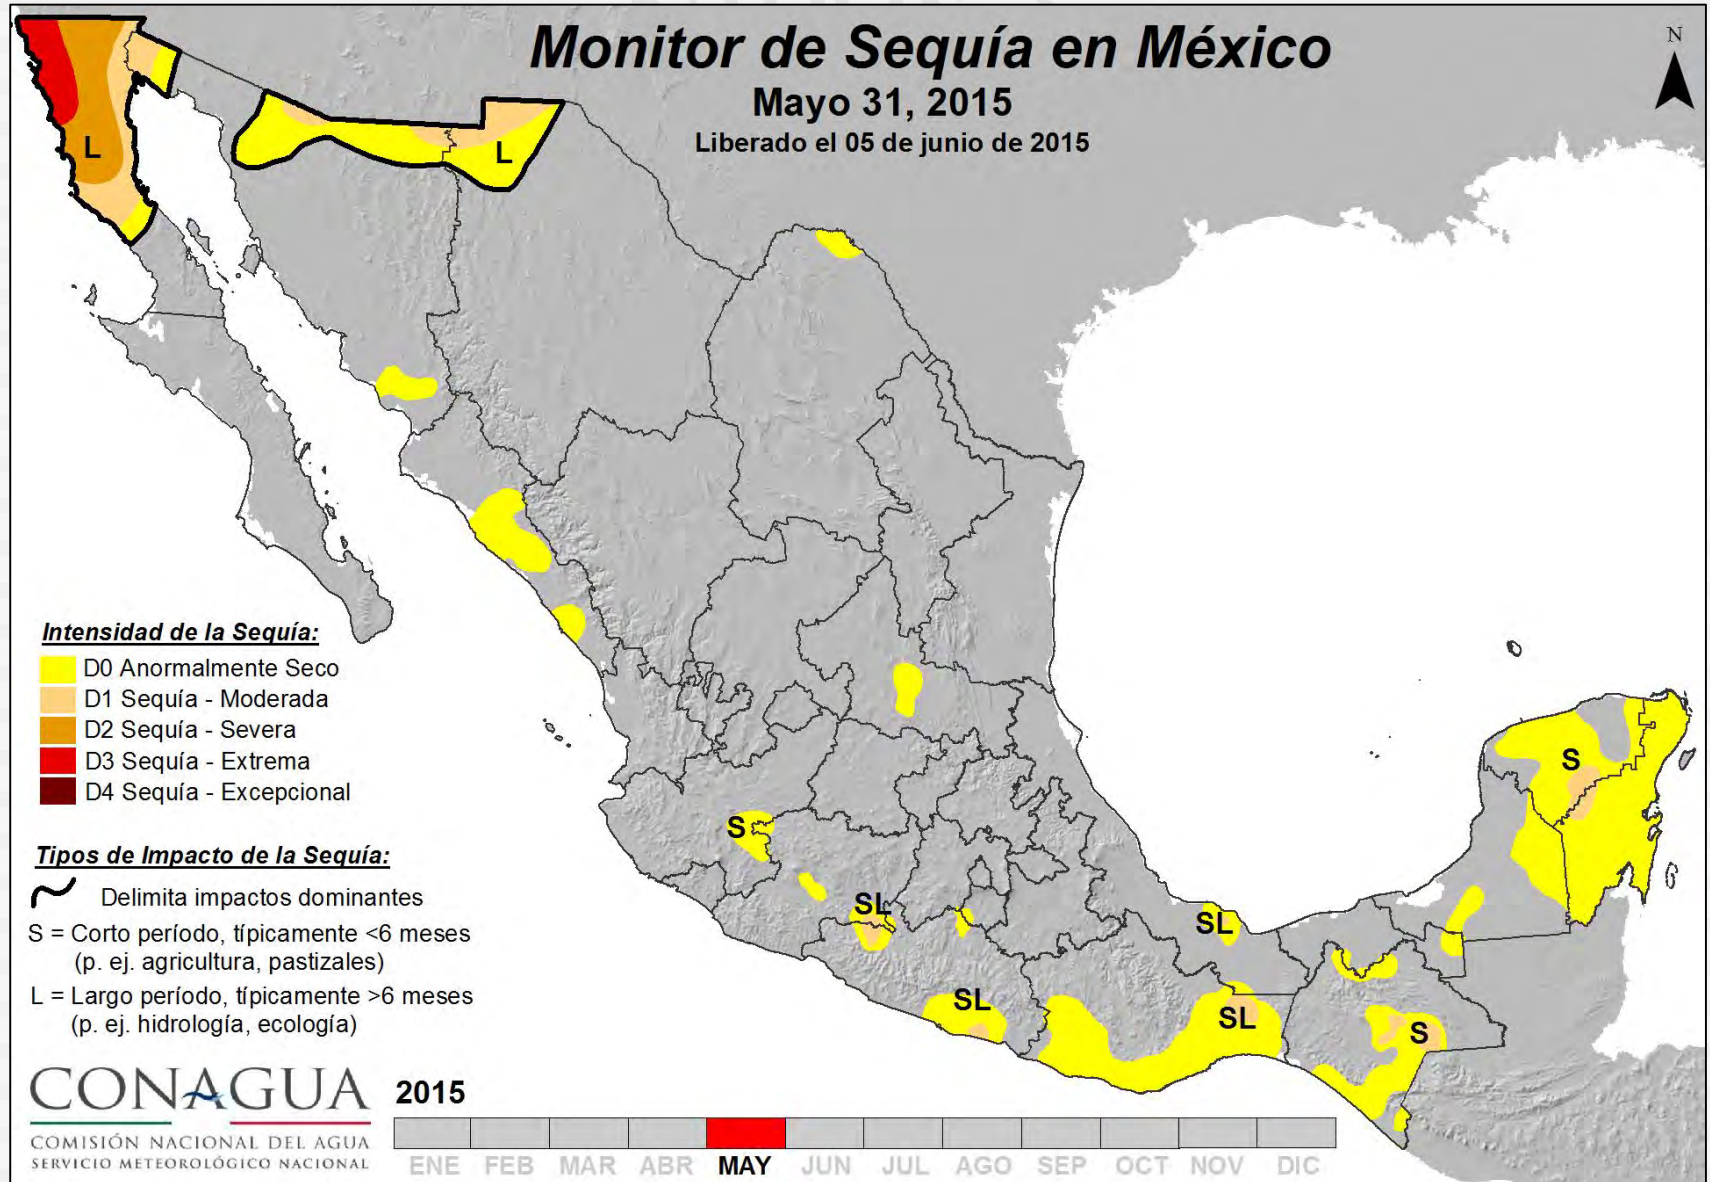 Monitor de Sequía en México
Mayo 31, 2015
Liberado el 05 de junio de 2015
N
L
L
S
S
SL
SL
SL
SL
S
Intensidad de la Sequía:
D0 Anormalmente Seco
D1 Sequía - Moderada
D2 Sequía - Severa
D3 Sequía - Extrema
D4 Sequía - Excepcional
Tipos de Impacto de la Sequía:
Delimita impactos dominantes
S = Corto período, típicamente <6 meses
(p. ej. agricultura, pastizales)
L = Largo período, típicamente >6 meses
(p. ej. hidrología, ecología)
CONAGUA
COMISIÓN NACIONAL DEL AGUA
SERVICIO METEOROLÓGICO NACIONAL
2015
ENE FEB MAR ABR MAY JUN JUL AGO SEP OCT NOV DIC